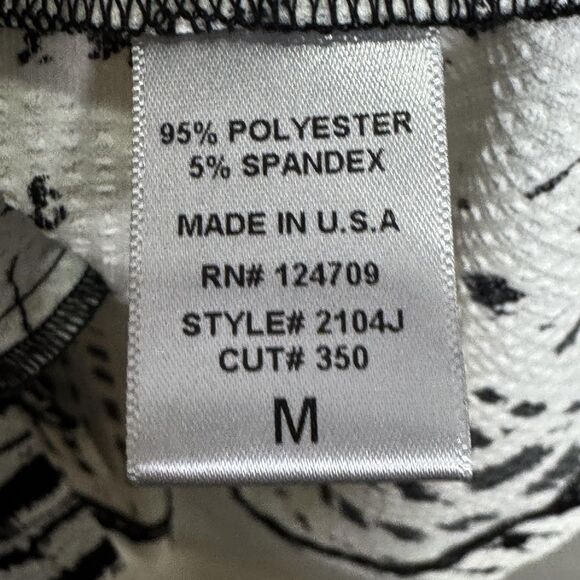 95% POLYESTER
5% SPANDEX
MADE IN U.S.A
RN# 124709
STYLE# 2104J
CUT# 350
M